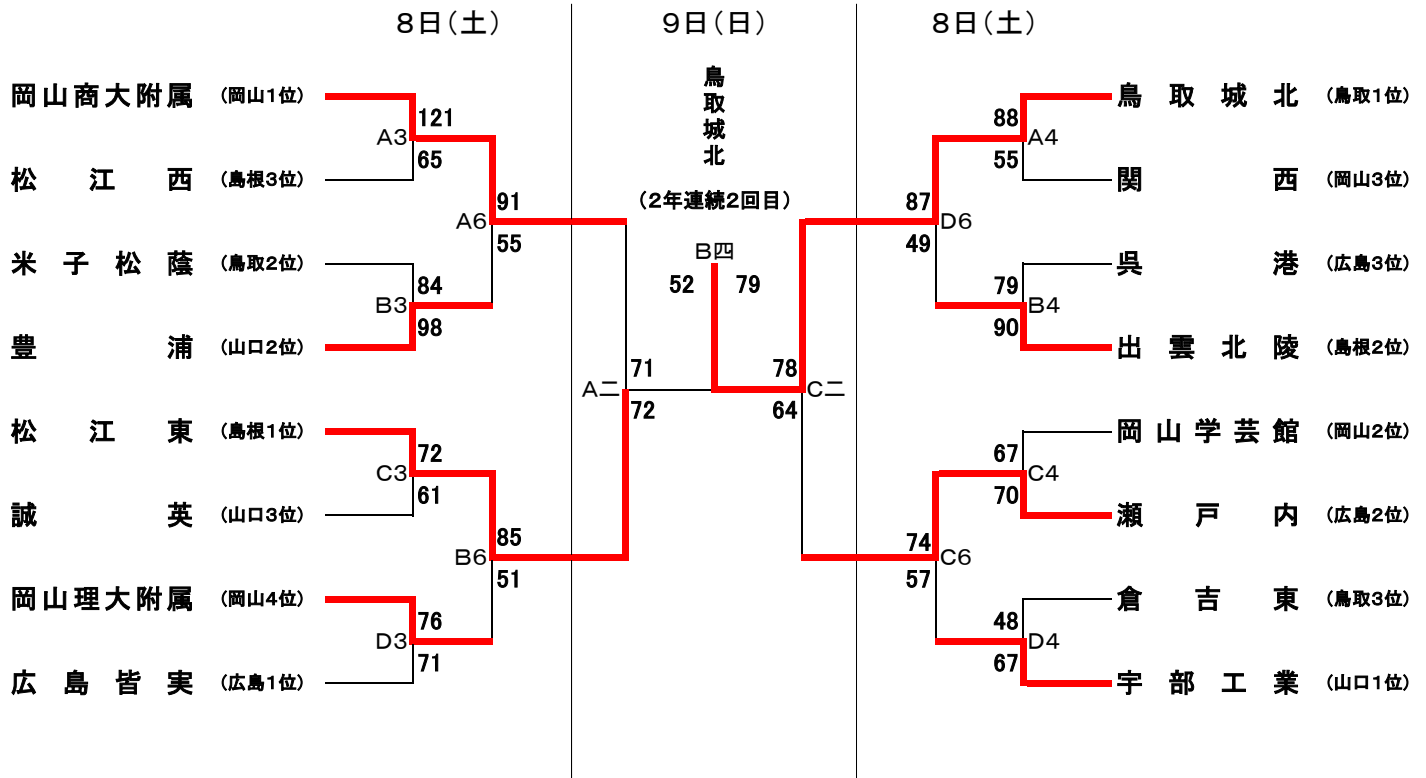 8日(土)
9日(日)
8日(土)
岡山商大附属 (岡山1位)
松江西 (島根3位)
米子松蔭 (鳥取2位)
豊浦 (山口2位)
松江東 (島根1位)
誠英 (山口3位)
岡山理大附属 (岡山4位)
広島皆実 (広島1位)
A3
121
65
B3
84
98
C3
72
61
D3
76
71
A6
91
55
B6
85
51
A二
71
72
鳥取城北
(2年連続2回目)
B四
52
79
C二
78
64
D6
87
49
C6
74
57
A4
88
55
B4
79
90
C4
67
70
D4
48
67
鳥取城北 (鳥取1位)
関西 (岡山3位)
呉港 (広島3位)
出雲北陵 (島根2位)
岡山学芸館 (岡山2位)
瀬戸内 (広島2位)
倉吉東 (鳥取3位)
宇部工業 (山口1位)